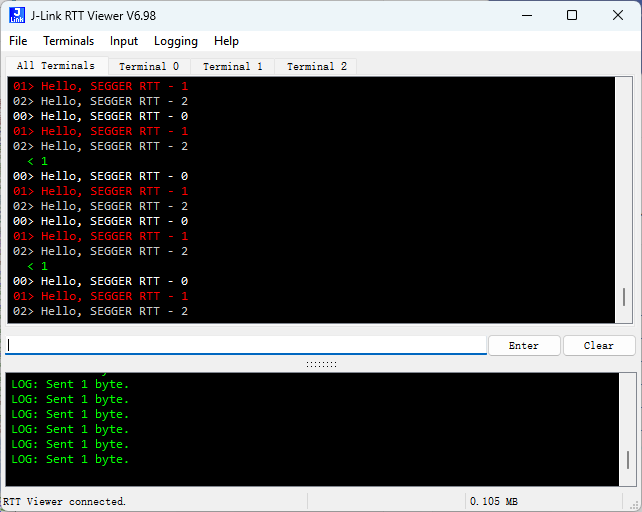 J-Link RTT Viewer V6.98
File Terminals Input Logging Help
All Terminals Terminal 0 Terminal 1 Terminal 2
01> Hello, SEGGER RTT - 1
02> Hello, SEGGER RTT - 2
00> Hello, SEGGER RTT - 0
01> Hello, SEGGER RTT - 1
02> Hello, SEGGER RTT - 2
< 1
00> Hello, SEGGER RTT - 0
01> Hello, SEGGER RTT - 1
02> Hello, SEGGER RTT - 2
00> Hello, SEGGER RTT - 0
01> Hello, SEGGER RTT - 1
02> Hello, SEGGER RTT - 2
< 1
00> Hello, SEGGER RTT - 0
01> Hello, SEGGER RTT - 1
02> Hello, SEGGER RTT - 2
Enter Clear
LOG: Sent 1 byte.
LOG: Sent 1 byte.
LOG: Sent 1 byte.
LOG: Sent 1 byte.
LOG: Sent 1 byte.
LOG: Sent 1 byte.
RTT Viewer connected. 0.105 MB